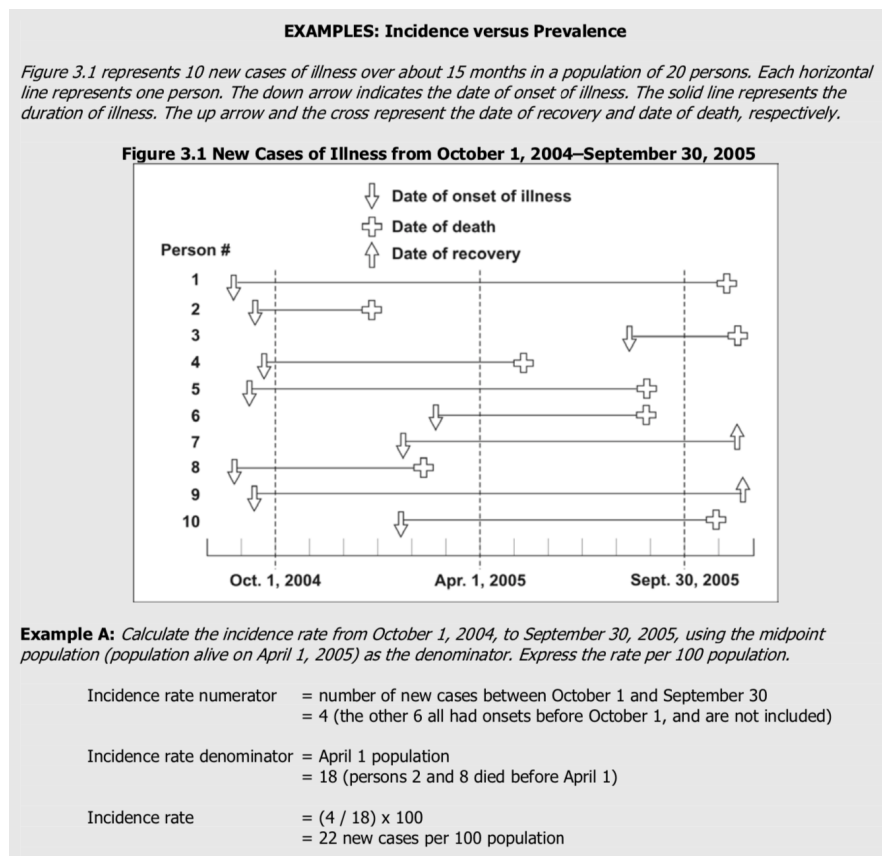 EXAMPLES: Incidence versus Prevalence
Figure 3.1 represents 10 new cases of illness over about 15 months in a population of 20 persons. Each horizontal
line represents one person. The down arrow indicates the date of onset of illness. The solid line represents the
duration of illness. The up arrow and the cross represent the date of recovery and date of death, respectively.
Figure 3.1 New Cases of Illness from October 1, 2004–September 30, 2005
Date of onset of illness
Date of death
Date of recovery
Person #
1
2
3
4
5
6
7
8
9
10
Oct. 1, 2004 Apr. 1, 2005 Sept. 30, 2005
Example A: Calculate the incidence rate from October 1, 2004, to September 30, 2005, using the midpoint
population (population alive on April 1, 2005) as the denominator. Express the rate per 100 population.
Incidence rate numerator = number of new cases between October 1 and September 30
= 4 (the other 6 all had onsets before October 1, and are not included)
Incidence rate denominator = April 1 population
= 18 (persons 2 and 8 died before April 1)
Incidence rate = (4 / 18) x 100
= 22 new cases per 100 population